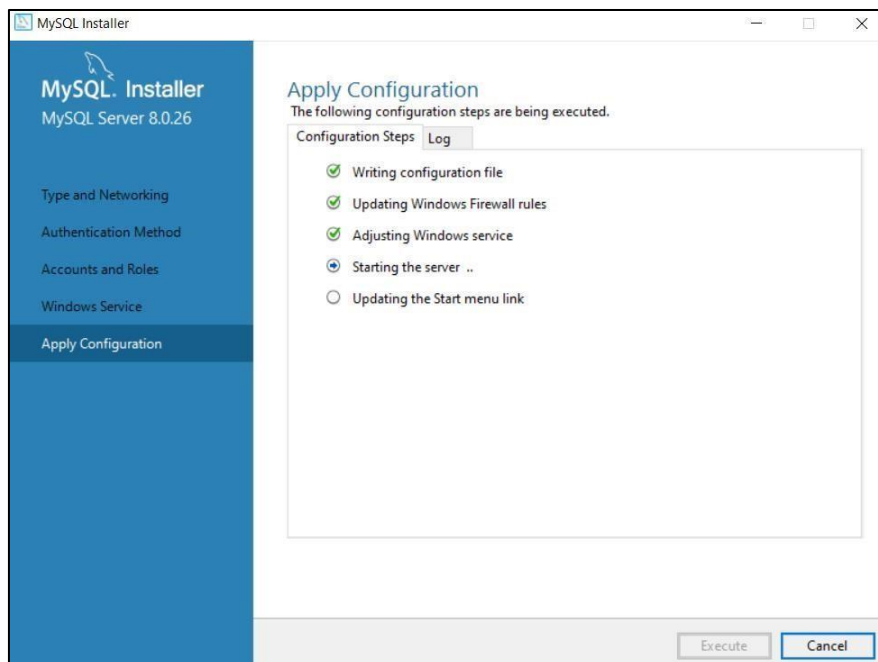 MySQL Installer
MySQL. Installer
MySQL Server 8.0.26
Type and Networking
Authentication Method
Accounts and Roles
Windows Service
Apply Configuration
Apply Configuration
The following configuration steps are being executed.
Configuration Steps Log
Writing configuration file
Updating Windows Firewall rules
Adjusting Windows service
Starting the server ..
Updating the Start menu link
Execute Cancel